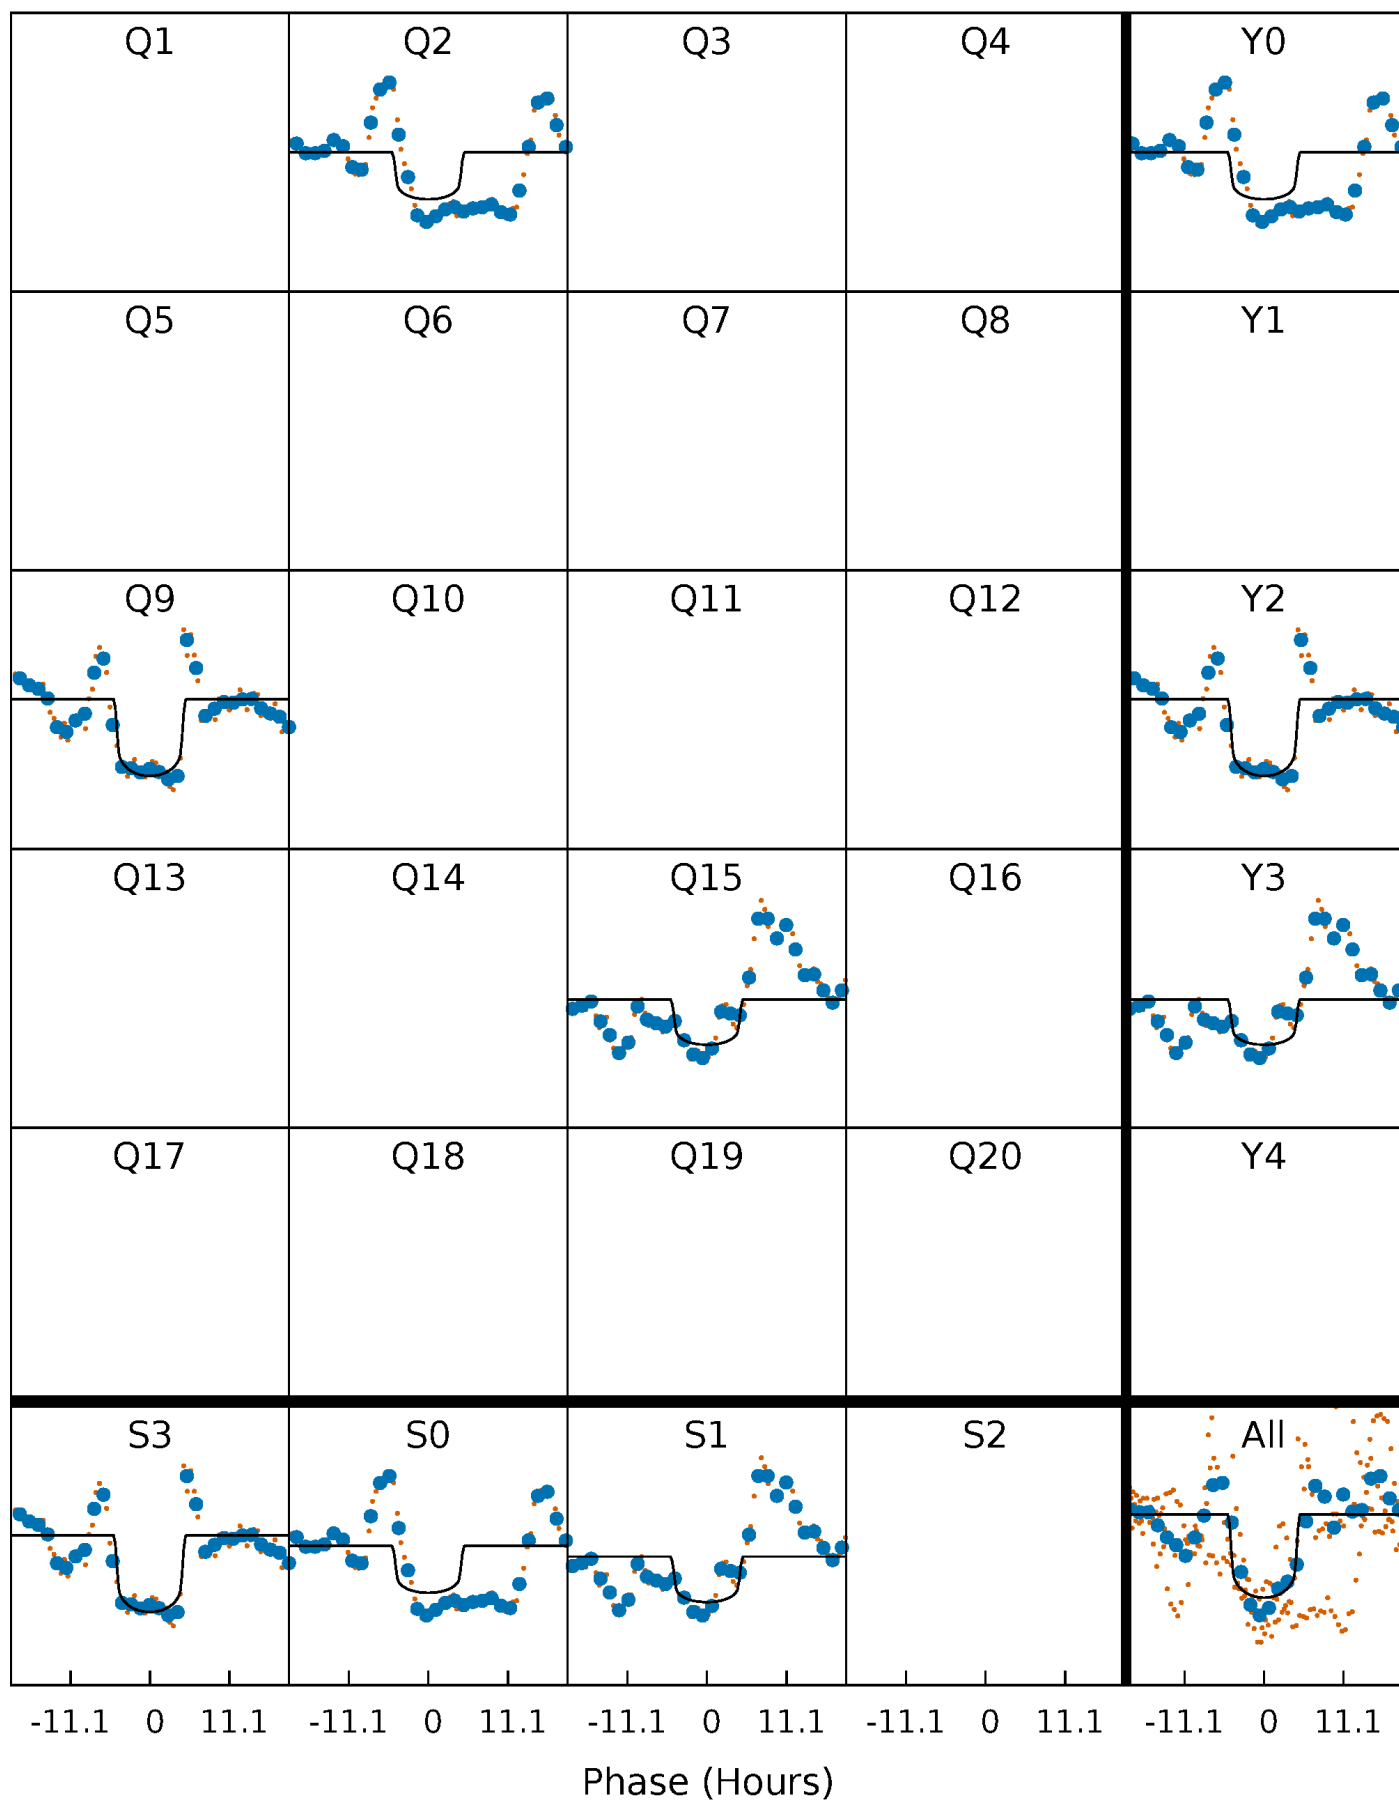 Q1 Q2 Q3 Q4 Y0
Q5 Q6 Q7 Q8 Y1
Q9 Q10 Q11 Q12 Y2
Q13 Q14 Q15 Q16 Y3
Q17 Q18 Q19 Q20 Y4
S3 S0 S1 S2 All
-11.1 0 11.1 -11.1 0 11.1 -11.1 0 11.1 -11.1 0 11.1 -11.1 0 11.1
Phase (Hours)